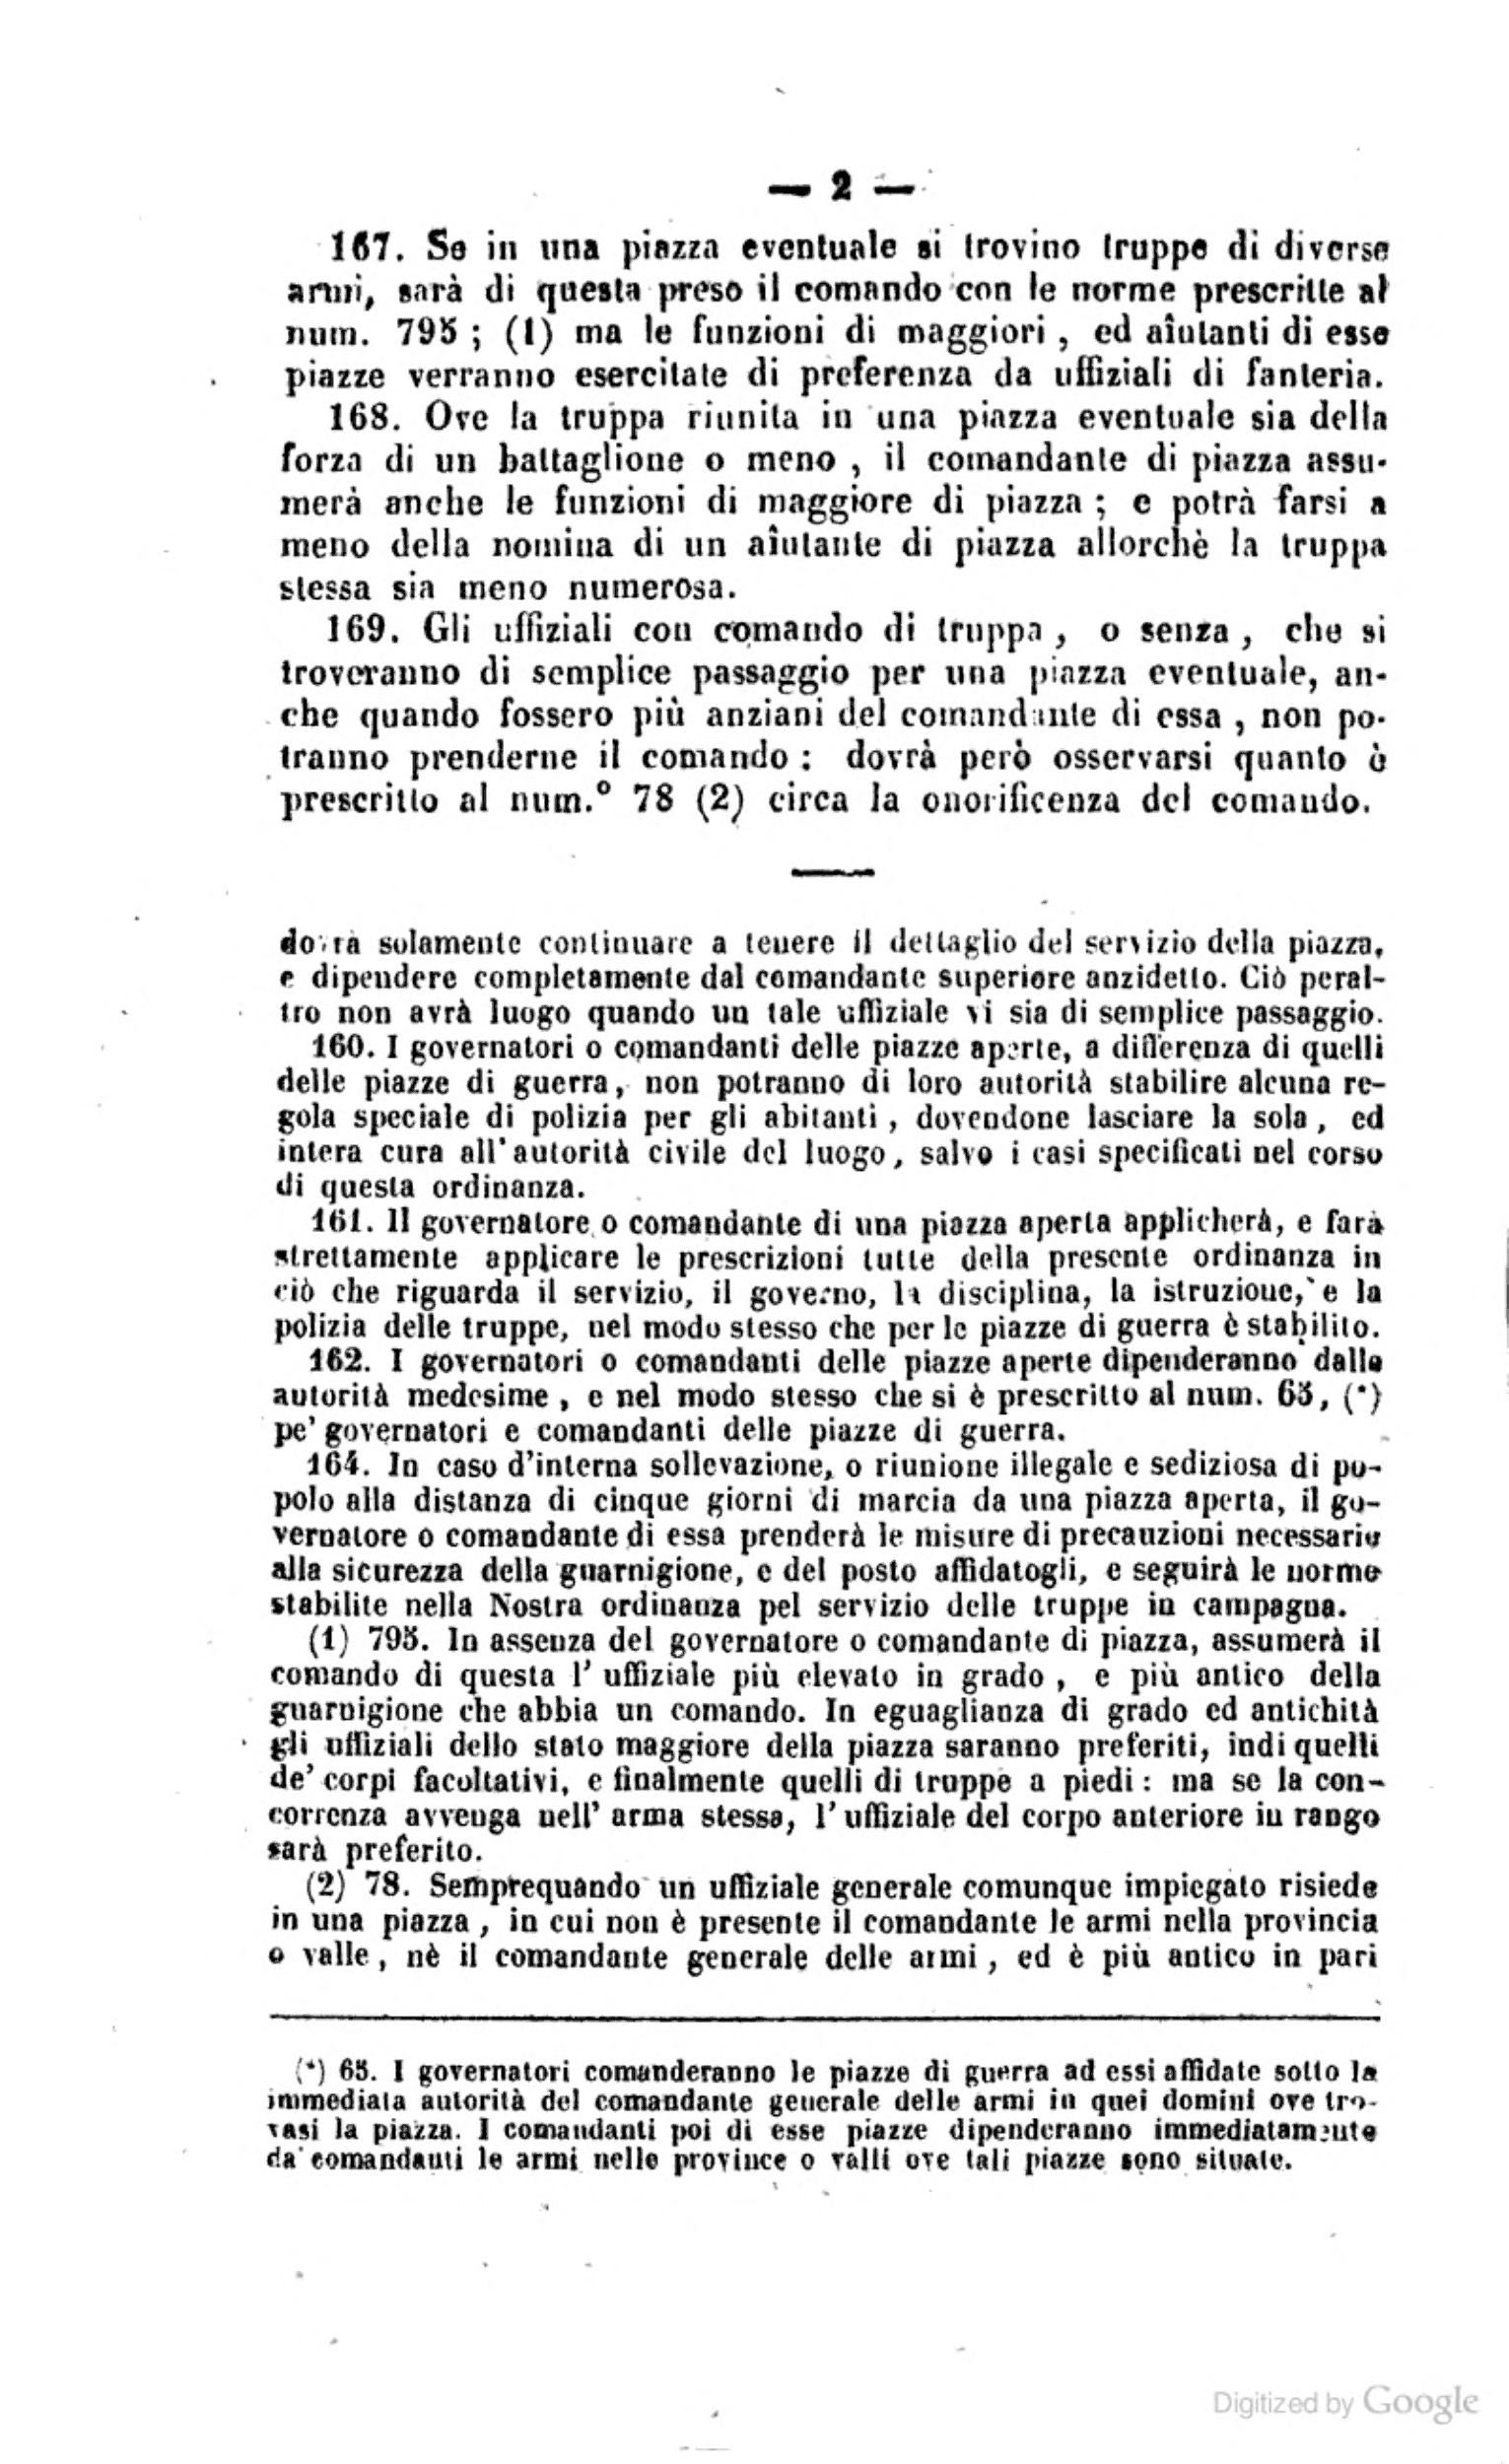 — 2 —
167. Se in una piazza eventuale si trovino truppe di diverse
armi, sarà di questa preso il comando con le norme prescritte al
num. 795 ; (1) ma le funzioni di maggiori , ed aîutanti di esse
piazze verranno esercitate di preferenza da uffiziali di fanteria.
168. Ove la truppa riunita in una piazza eventuale sia della
forza di un battaglione o meno , il comandante di piazza assu-
merà anche le funzioni di maggiore di piazza ; e potrà farsi a
meno della nomina di un aîutante di piazza allorchè la truppa
stessa sia meno numerosa.
169. Gli uffiziali con comando di truppa , o senza , che si
troveranno di semplice passaggio per una piazza eventuale, an-
che quando fossero più anziani del comandante di essa , non po-
tranno prenderne il comando : dovrà però osservarsi quanto è
prescritto al num.° 78 (2) circa la onorificenza del comando.
dovrà solamente continuare a tenere il dettaglio del servizio della piazza,
e dipendere completamente dal comandante superiore anzidetto. Ciò peral-
tro non avrà luogo quando un tale uffiziale vi sia di semplice passaggio.
160. I governatori o comandanti delle piazze aperte, a differenza di quelli
delle piazze di guerra, non potranno di loro autorità stabilire alcuna re-
gola speciale di polizia per gli abitanti , dovendone lasciare la sola , ed
intera cura all'autorità civile del luogo, salvo i casi specificati nel corso
di questa ordinanza.
161. Il governatore o comandante di una piazza aperta applicherà, e farà
strettamente applicare le prescrizioni tutte della presente ordinanza in
ciò che riguarda il servizio, il governo, la disciplina, la istruzione, e la
polizia delle truppe, nel modo stesso che per le piazze di guerra è stabilito.
162. I governatori o comandanti delle piazze aperte dipenderanno dalle
autorità medesime , e nel modo stesso che si è prescritto al num. 65, (*)
pe' governatori e comandanti delle piazze di guerra.
164. In caso d'interna sollevazione, o riunione illegale e sediziosa di po-
polo alla distanza di cinque giorni di marcia da una piazza aperta, il go-
vernatore o comandante di essa prenderà le misure di precauzioni necessarie
alla sicurezza della guarnigione, e del posto affidatogli, e seguirà le norme
stabilite nella Nostra ordinanza pel servizio delle truppe in campagna.
(1) 795. In assenza del governatore o comandante di piazza, assumerà il
comando di questa l' uffiziale più elevato in grado , e più antico della
guarnigione che abbia un comando. In eguaglianza di grado ed antichità
gli uffiziali dello stato maggiore della piazza saranno preferiti, indi quelli
de' corpi facultativi, e finalmente quelli di truppe a piedi : ma se la con-
correnza avvenga nell' arma stessa, l' uffiziale del corpo anteriore in rango
sarà preferito.
(2) 78. Semprequando un uffiziale generale comunque impiegato risiede
in una piazza , in cui non è presente il comandante le armi nella provincia
o valle , nè il comandante generale delle armi , ed è più antico in pari
(*) 65. I governatori comanderanno le piazze di guerra ad essi affidate sotto la
immediata autorità del comandante generale delle armi in quei domini ove tro-
vasi la piazza. I comandanti poi di esse piazze dipenderanno immediatamente
da' comandanti le armi nelle province o valli ove tali piazze sono situate.
Digitized by Google